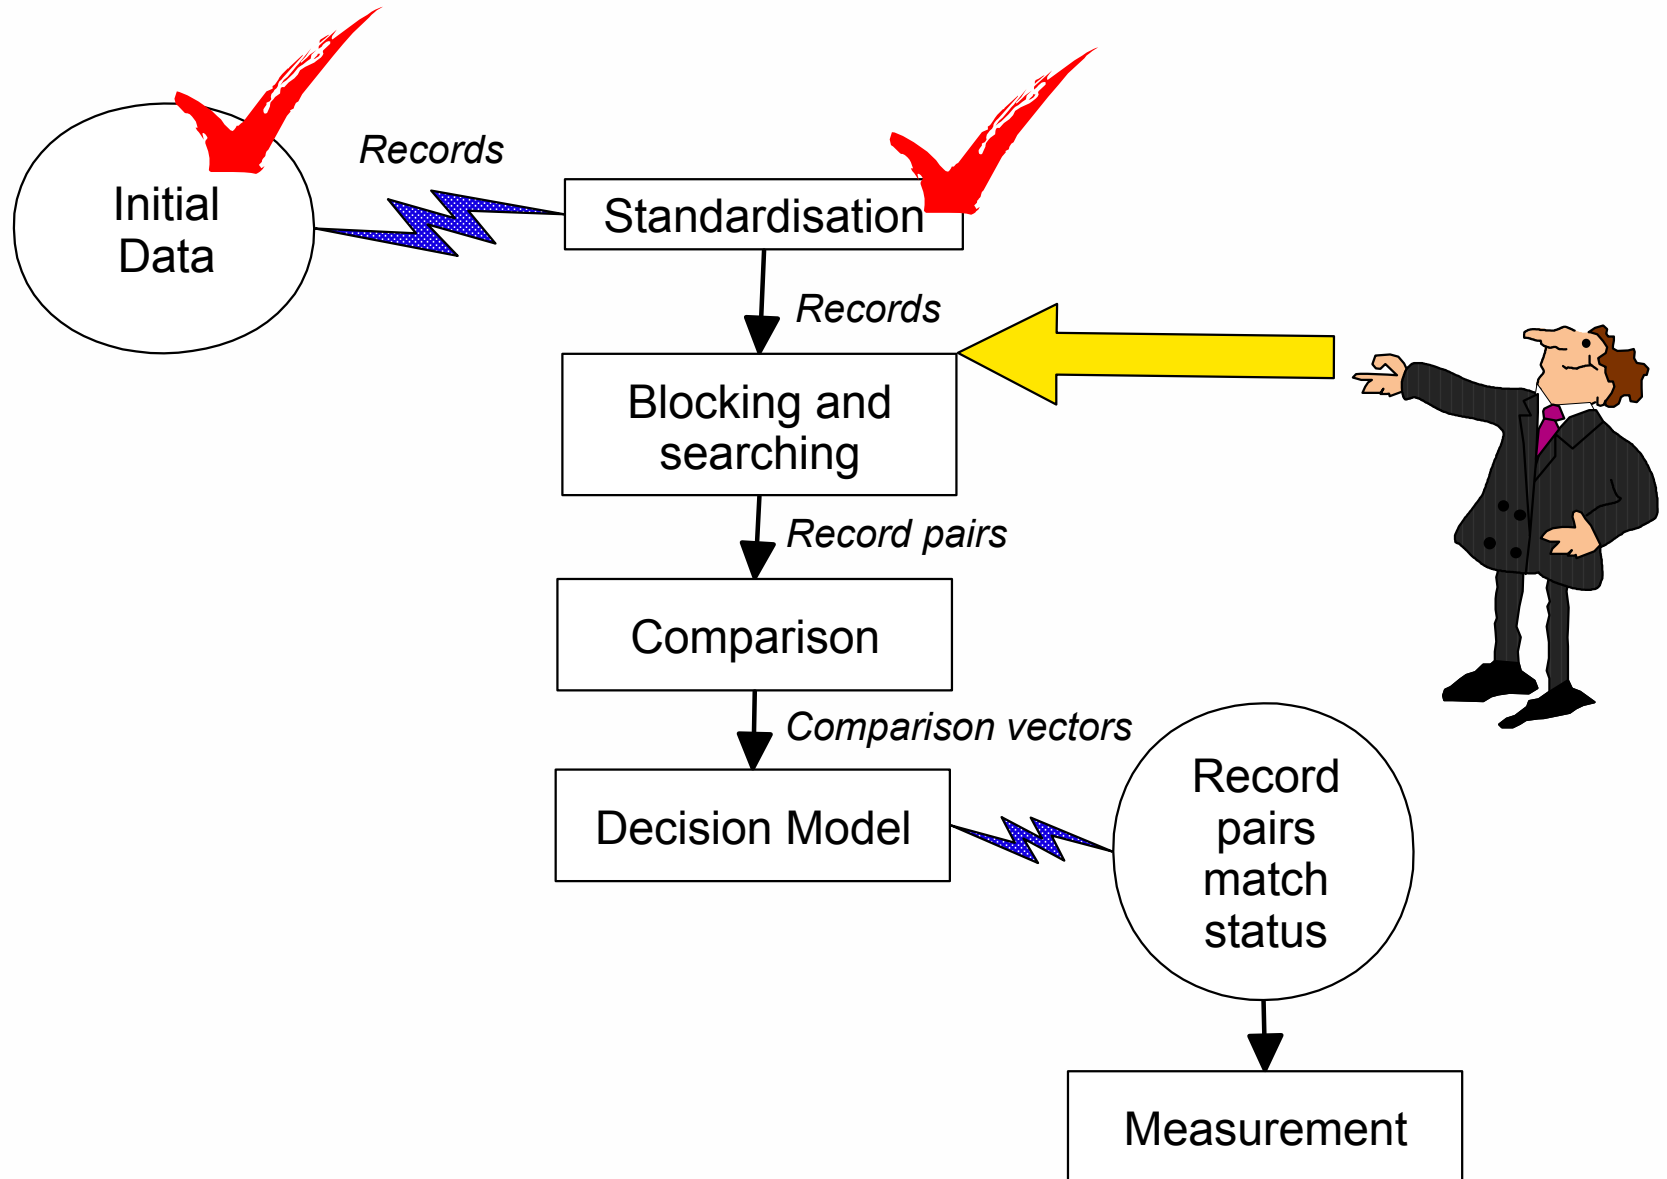 Records
Initial
Data
Standardisation
Records
Blocking and
searching
Record pairs
Comparison
Comparison vectors
Decision Model
Record
pairs
match
status
Measurement